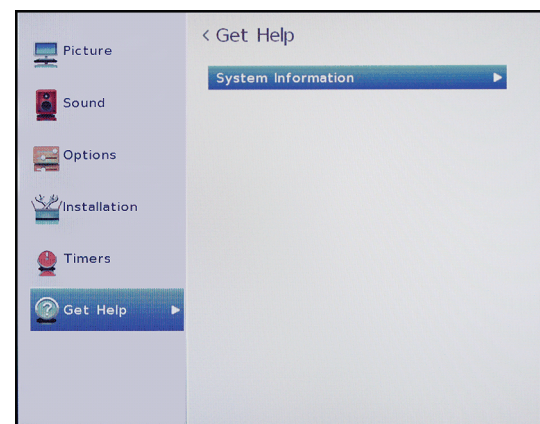 < Get Help
Picture
System Information
Sound
Options
Installation
Timers
Get Help